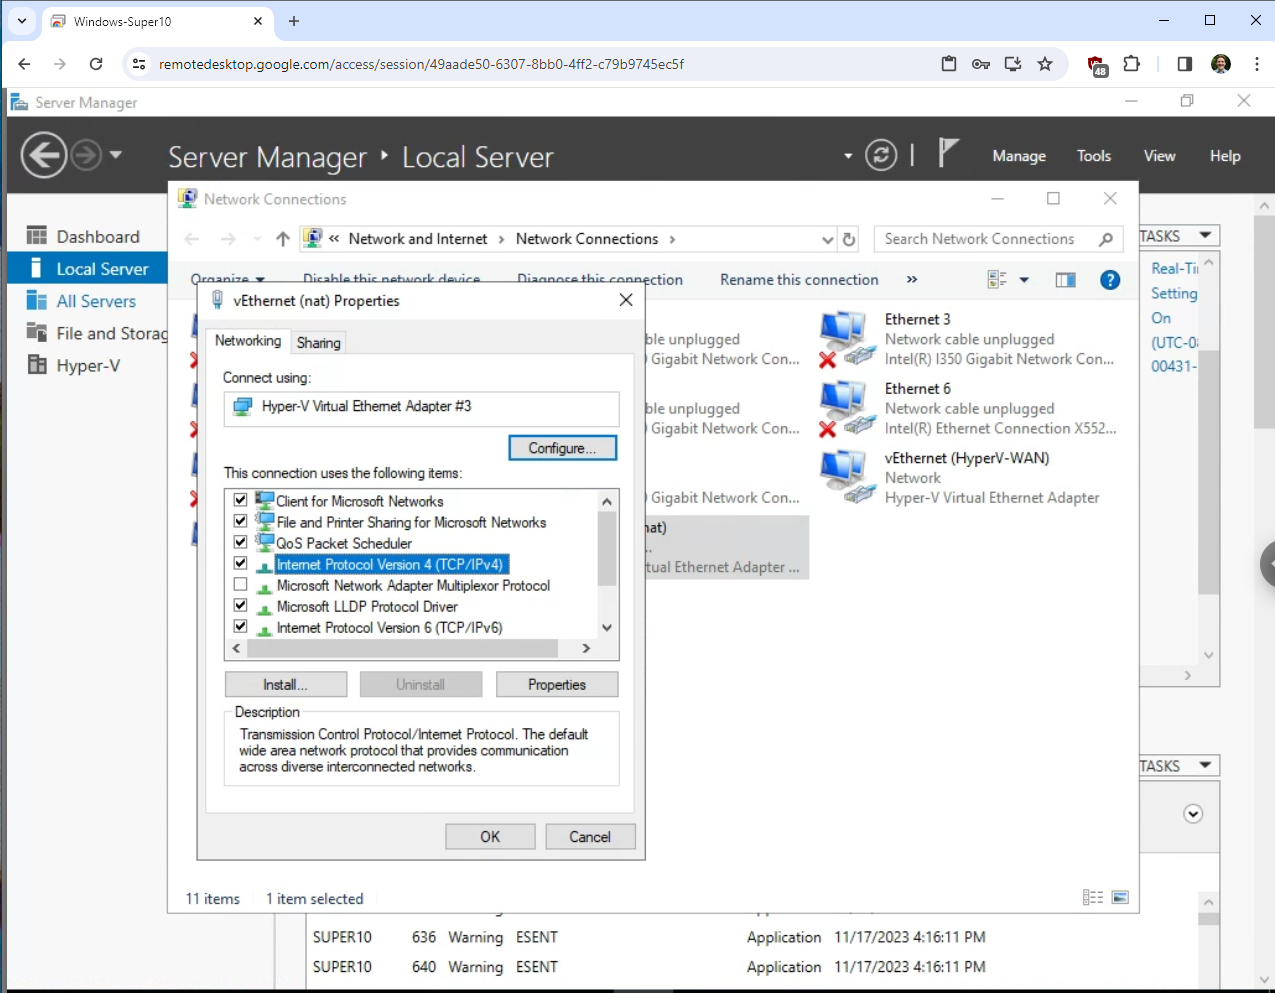 Windows-Super10
remotedesktop.google.com/access/session/49aade50-6307-8bb0-4ff2-c79b9745ec5f
48
Server Manager
Server Manager Local Server
Manage Tools View Help
Dashboard
Local Server
All Servers
File and Storag
Hyper-V
Network Connections
« Network and Internet > Network Connections >
Search Network Connections
Organize Disable this network device Diagnose this connection Rename this connection »
vEthernet (nat) Properties
Networking
Sharing
Connect using:
Hyper-V Virtual Ethernet Adapter #3
Configure...
This connection uses the following items:
Client for Microsoft Networks
File and Printer Sharing for Microsoft Networks
QoS Packet Scheduler
Internet Protocol Version 4 (TCP/IPv4)
Microsoft Network Adapter Multiplexor Protocol
Microsoft LLDP Protocol Driver
Internet Protocol Version 6 (TCP/IPv6)
Install...
Uninstall
Properties
Description
Transmission Control Protocol/Internet Protocol. The default
wide area network protocol that provides communication
across diverse interconnected networks.
OK
Cancel
ble unplugged
) Gigabit Network Con...
ble unplugged
) Gigabit Network Con...
) Gigabit Network Con...
nat)
...
tual Ethernet Adapter ...
Ethernet 3
Network cable unplugged
Intel(R) I350 Gigabit Network Con...
Ethernet 6
Network cable unplugged
Intel(R) Ethernet Connection X552...
vEthernet (HyperV-WAN)
Network
Hyper-V Virtual Ethernet Adapter
11 items 1 item selected
TASKS
Real-Ti
Setting
On
(UTC-0
00431-
TASKS
SUPER10 636 Warning ESENT Application 11/17/2023 4:16:11 PM
SUPER10 640 Warning ESENT Application 11/17/2023 4:16:11 PM